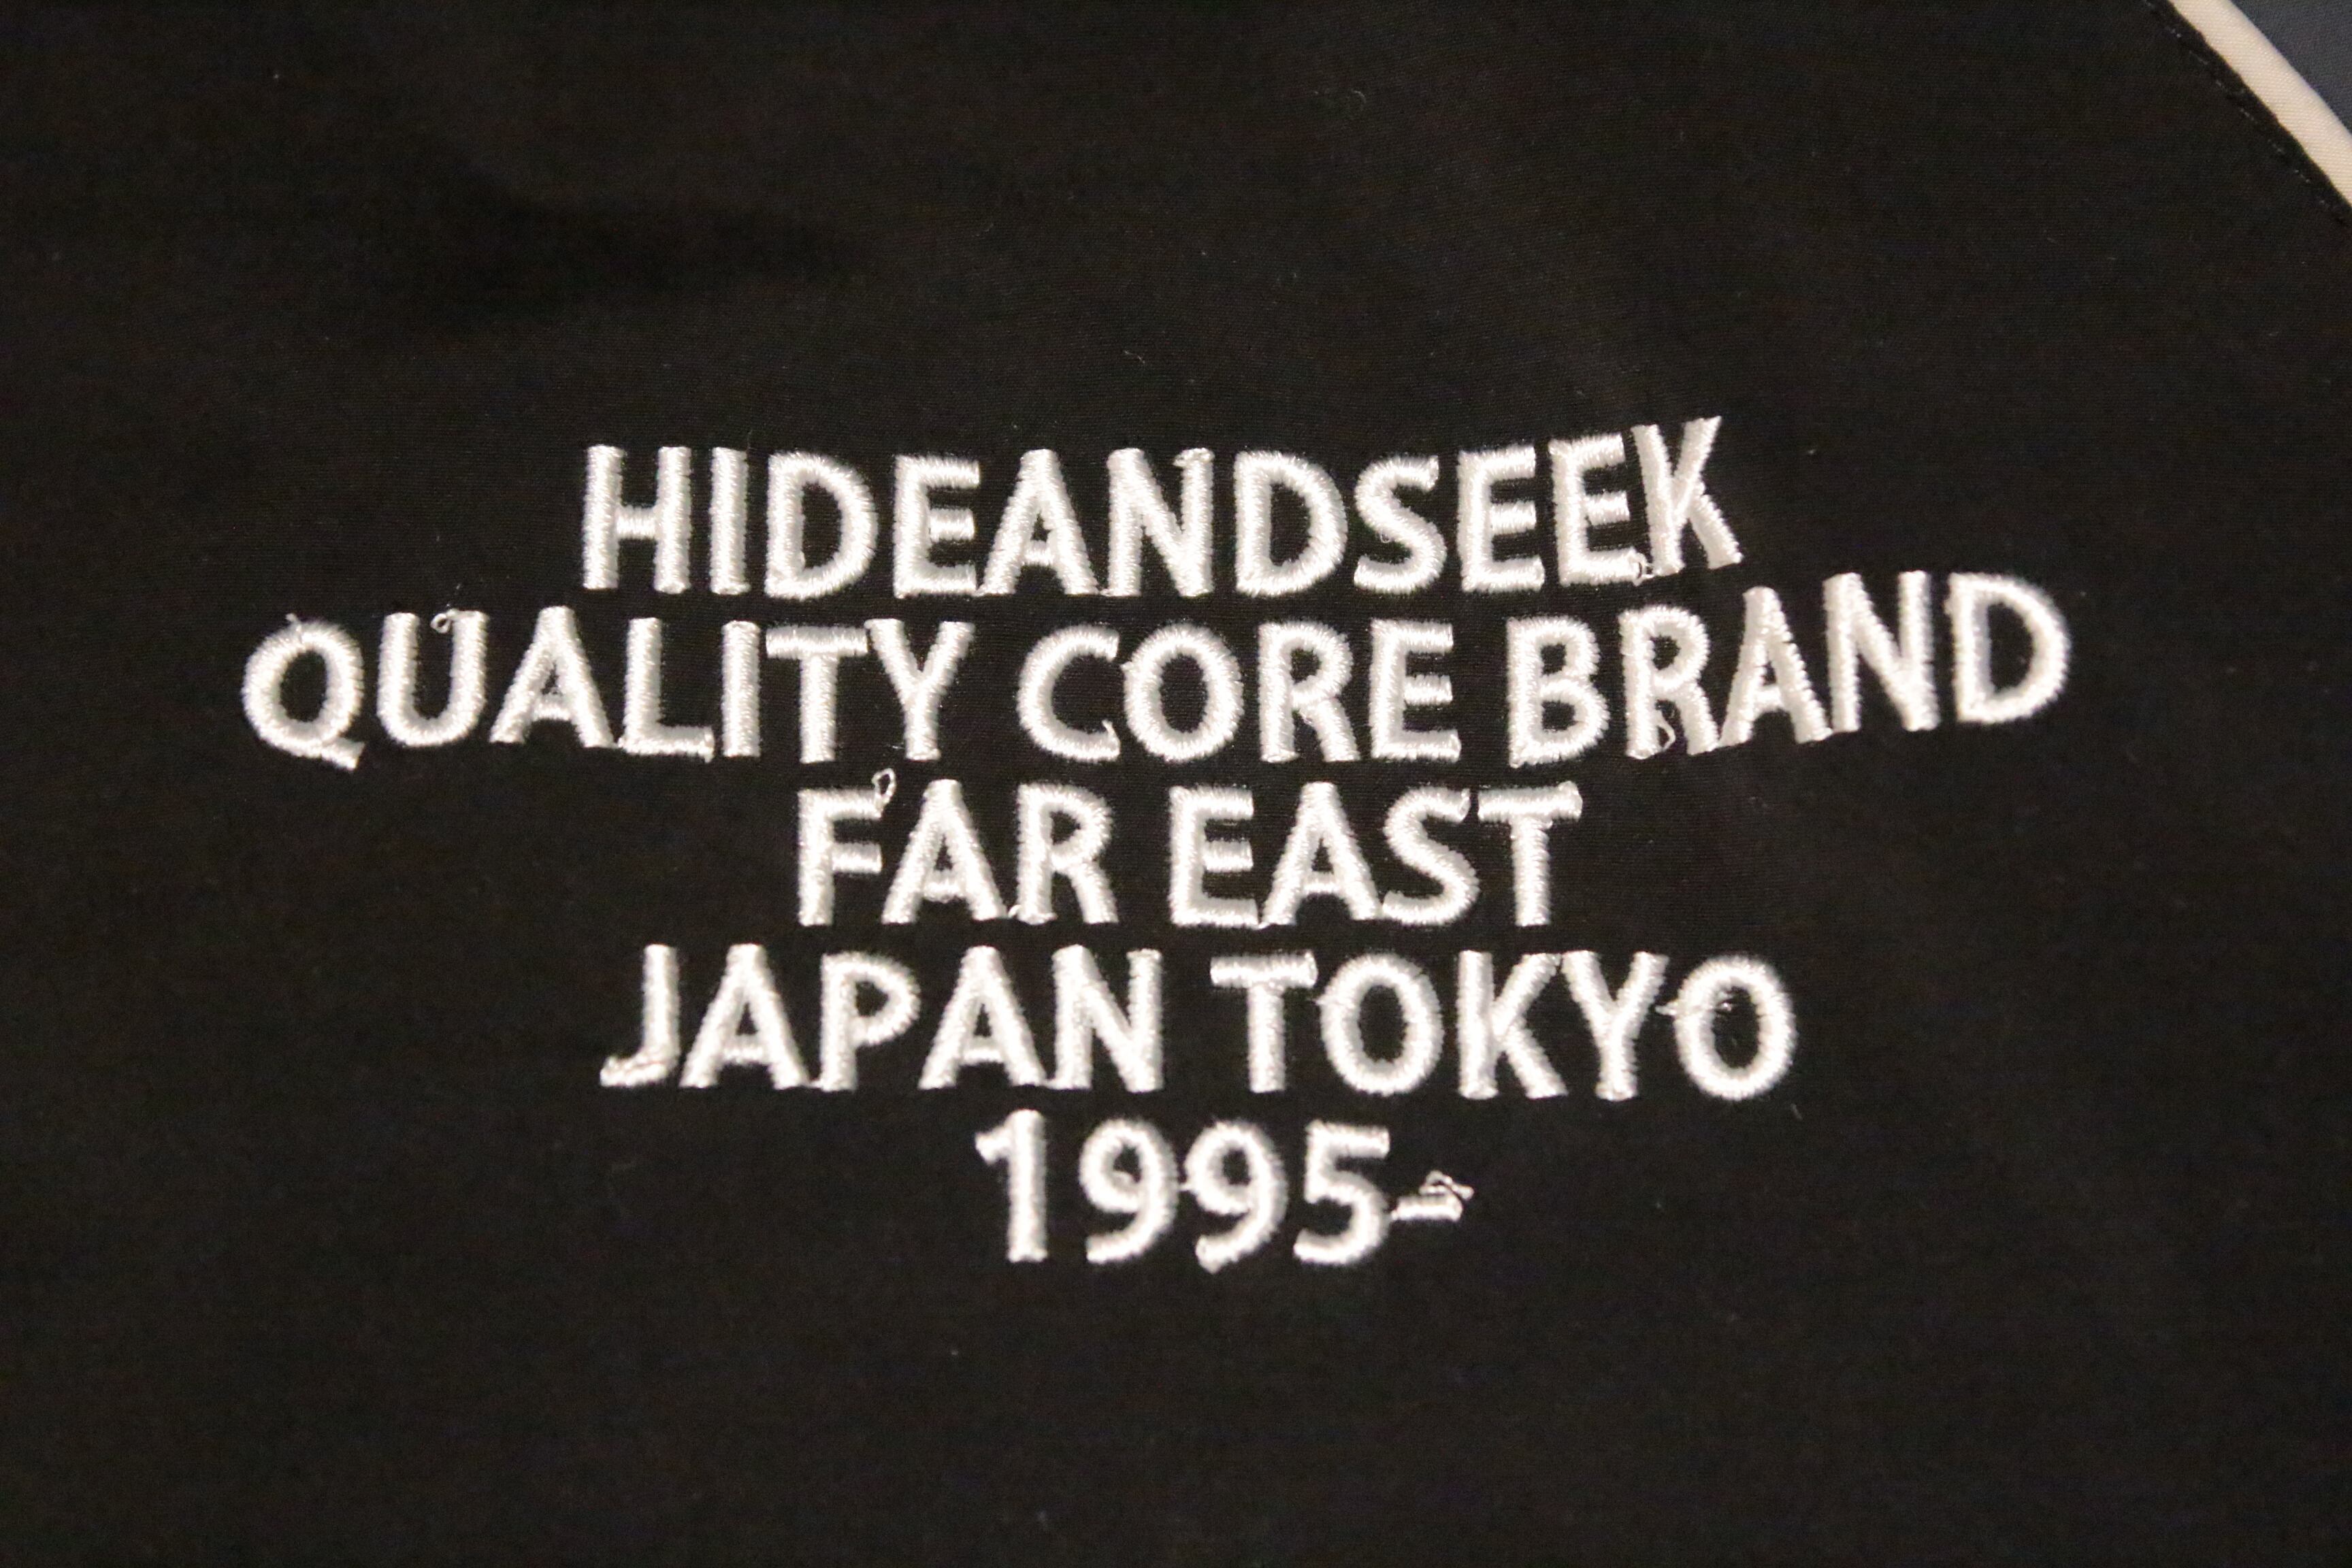 HIDEANDSEEK
QUALITY CORE BRAND
FAR EAST
JAPAN TOKYO
1995-